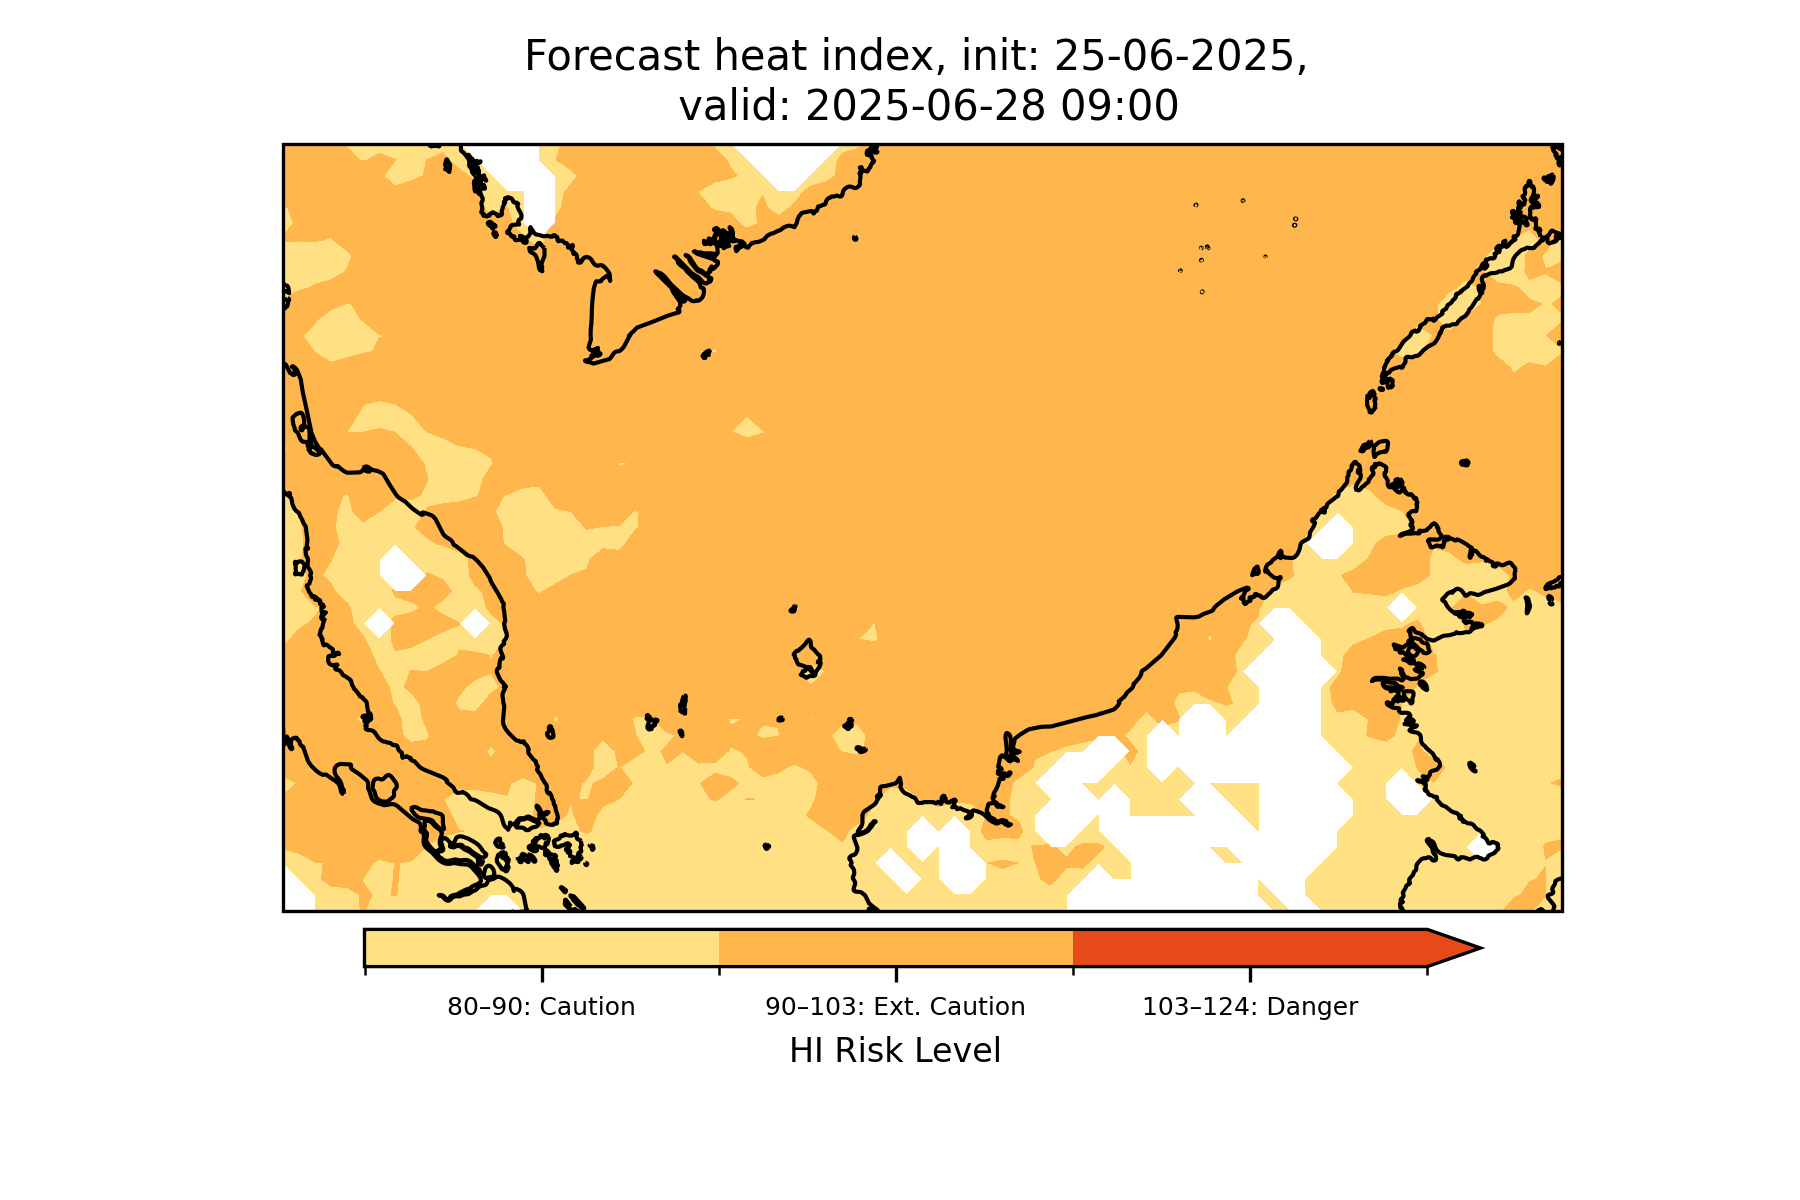 Forecast heat index, init: 25-06-2025,
valid: 2025-06-28 09:00
80–90: Caution
90–103: Ext. Caution
103–124: Danger
HI Risk Level